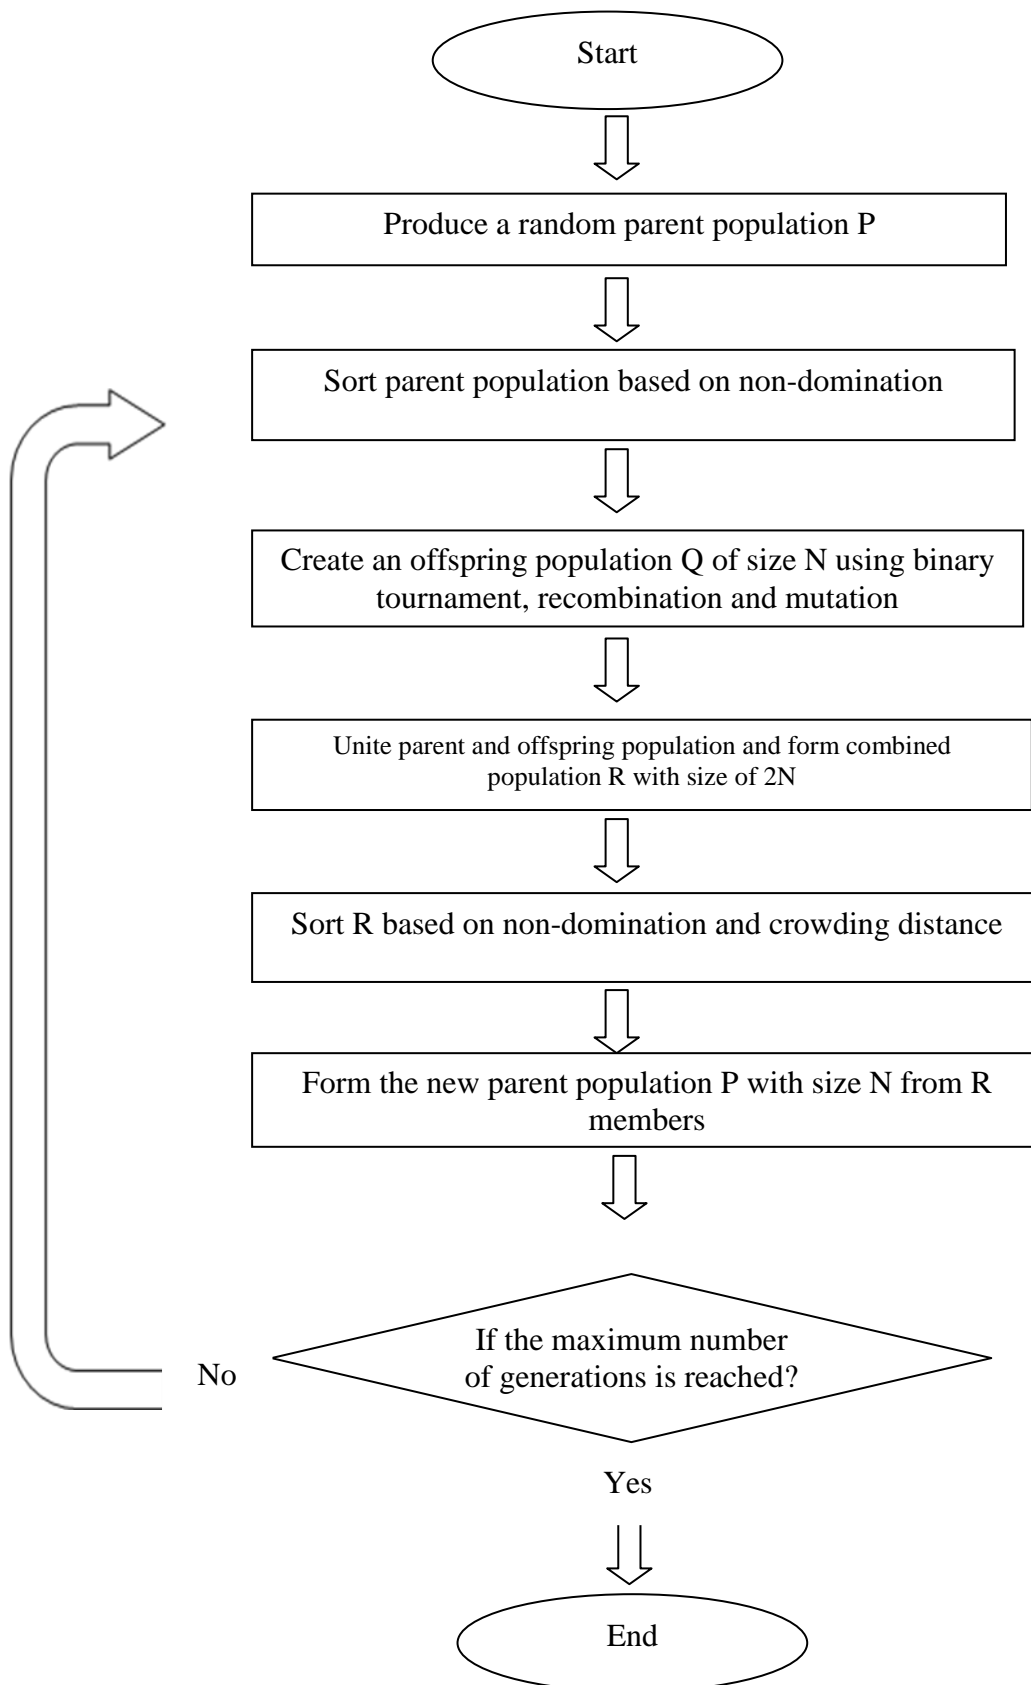 Start
Produce a random parent population P
Sort parent population based on non-domination
Create an offspring population Q of size N using binary
tournament, recombination and mutation
Unite parent and offspring population and form combined
population R with size of 2N
Sort R based on non-domination and crowding distance
Form the new parent population P with size N from R
members
If the maximum number
of generations is reached?
No
Yes
End